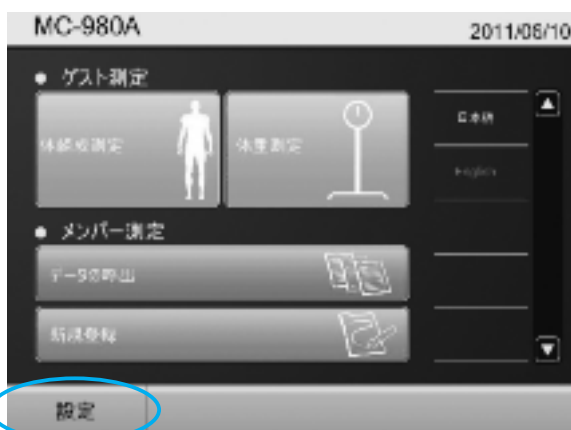 MC-980A
2011/06/10
● ゲスト測定
体組成測定
体重測定
日本語
English
● メンバー測定
データの呼出
新規登録
設定